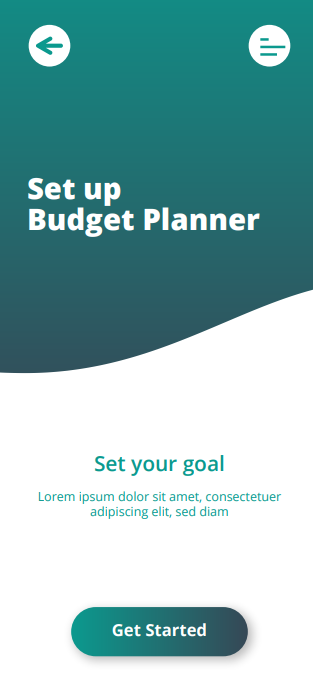 Set up
Budget Planner
Set your goal
Lorem ipsum dolor sit amet, consectetuer
adipiscing elit, sed diam
Get Started